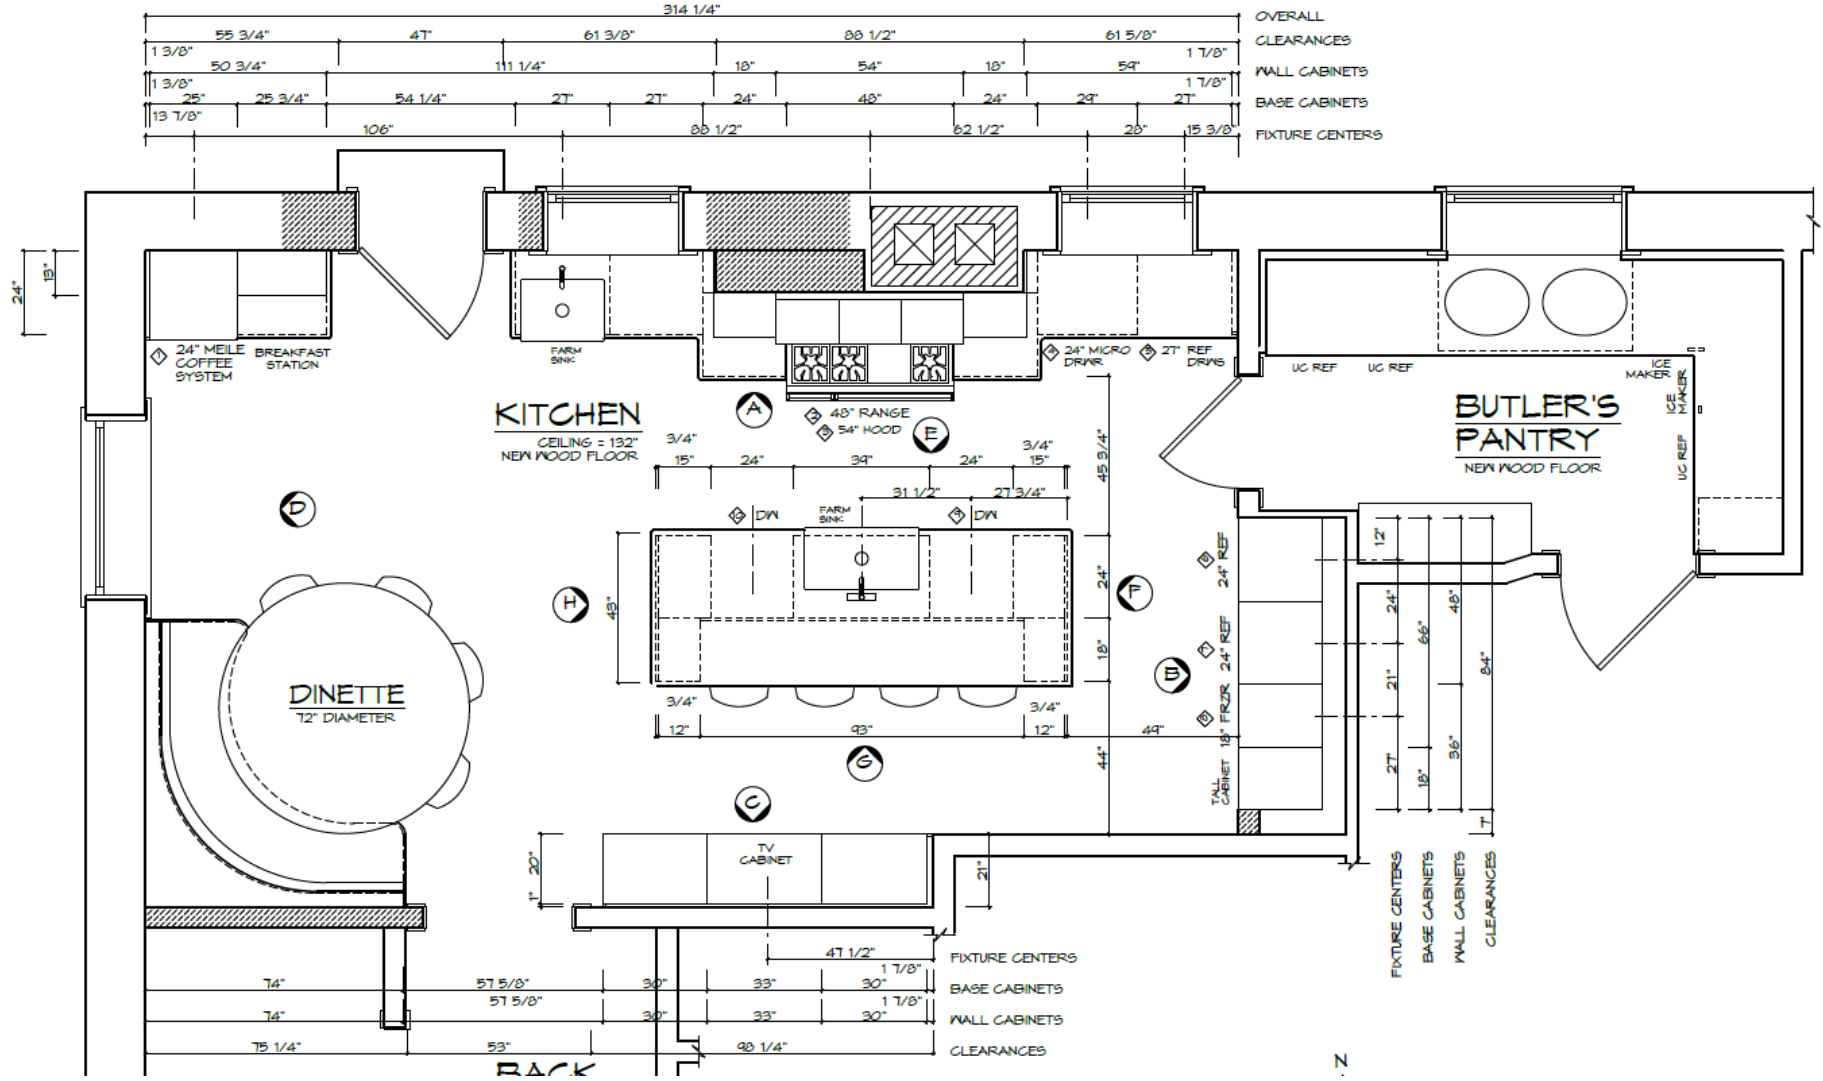 314 1/4"
OVERALL
55 3/4" 47" 61 3/8" 88 1/2" 61 5/8"
CLEARANCES
1 3/8" 1 7/8"
50 3/4" 111 1/4" 18" 54" 18" 59"
WALL CABINETS
1 3/8" 1 7/8"
25" 25 3/4" 54 1/4" 27" 27" 24" 48" 24" 29" 27"
BASE CABINETS
13 7/8" 106" 88 1/2" 62 1/2" 28" 15 3/8"
FIXTURE CENTERS
24"
13"
1 24" MEILE
COFFEE
SYSTEM
BREAKFAST
STATION
FARM
SINK
4 24" MICRO
DRWR
5 27" REF
DRWS
UC REF
UC REF
ICE
MAKER
ICE
MAKER
UC REF
KITCHEN
CEILING = 132"
NEW WOOD FLOOR
A
2 48" RANGE
3 54" HOOD
E
BUTLER'S
PANTRY
NEW WOOD FLOOR
3/4" 3/4"
15" 24" 39" 24" 15"
45 3/4"
31 1/2" 27 3/4"
D
10 DW
FARM
SINK
9 DW
H
43"
24"
18"
F
B
24" REF
24" REF
18" FRZR
TALL
CABINET
12"
24"
21"
27"
66"
18"
48"
36"
84"
7"
DINETTE
72" DIAMETER
3/4" 3/4"
12" 93" 12" 49"
44"
G
C
TV
CABINET
20"
1"
21"
FIXTURE CENTERS
BASE CABINETS
WALL CABINETS
CLEARANCES
47 1/2"
FIXTURE CENTERS
1 7/8"
74" 57 5/8" 30" 33" 30"
BASE CABINETS
57 5/8" 1 7/8"
74" 30" 33" 30"
WALL CABINETS
75 1/4" 53" 98 1/4"
CLEARANCES
BACK
N